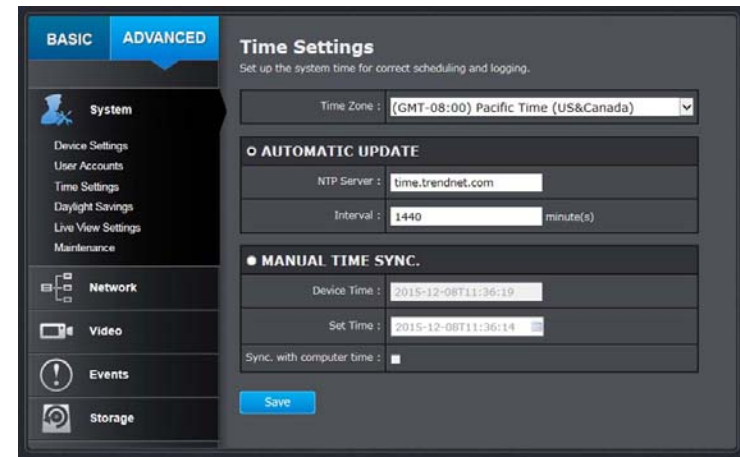 BASIC
ADVANCED
System
Device Settings
User Accounts
Time Settings
Daylight Savings
Live View Settings
Maintenance
Network
Video
Events
Storage
Time Settings
Set up the system time for correct scheduling and logging.
Time Zone : (GMT-08:00) Pacific Time (US&Canada)
AUTOMATIC UPDATE
NTP Server : time.trendnet.com
Interval : 1440 minute(s)
MANUAL TIME SYNC.
Device Time : 2015-12-08T11:36:19
Set Time : 2015-12-08T11:36:14
Sync. with computer time :
Save